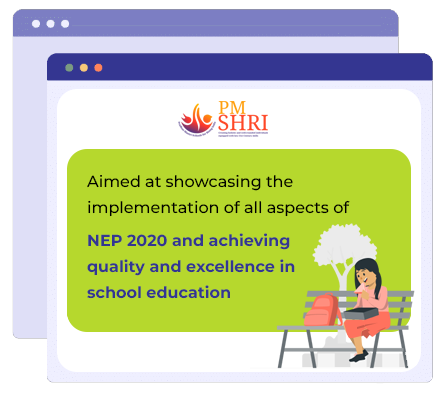 PM
SHRI
Aimed at showcasing the
implementation of all aspects of
NEP 2020 and achieving
quality and excellence in
school education